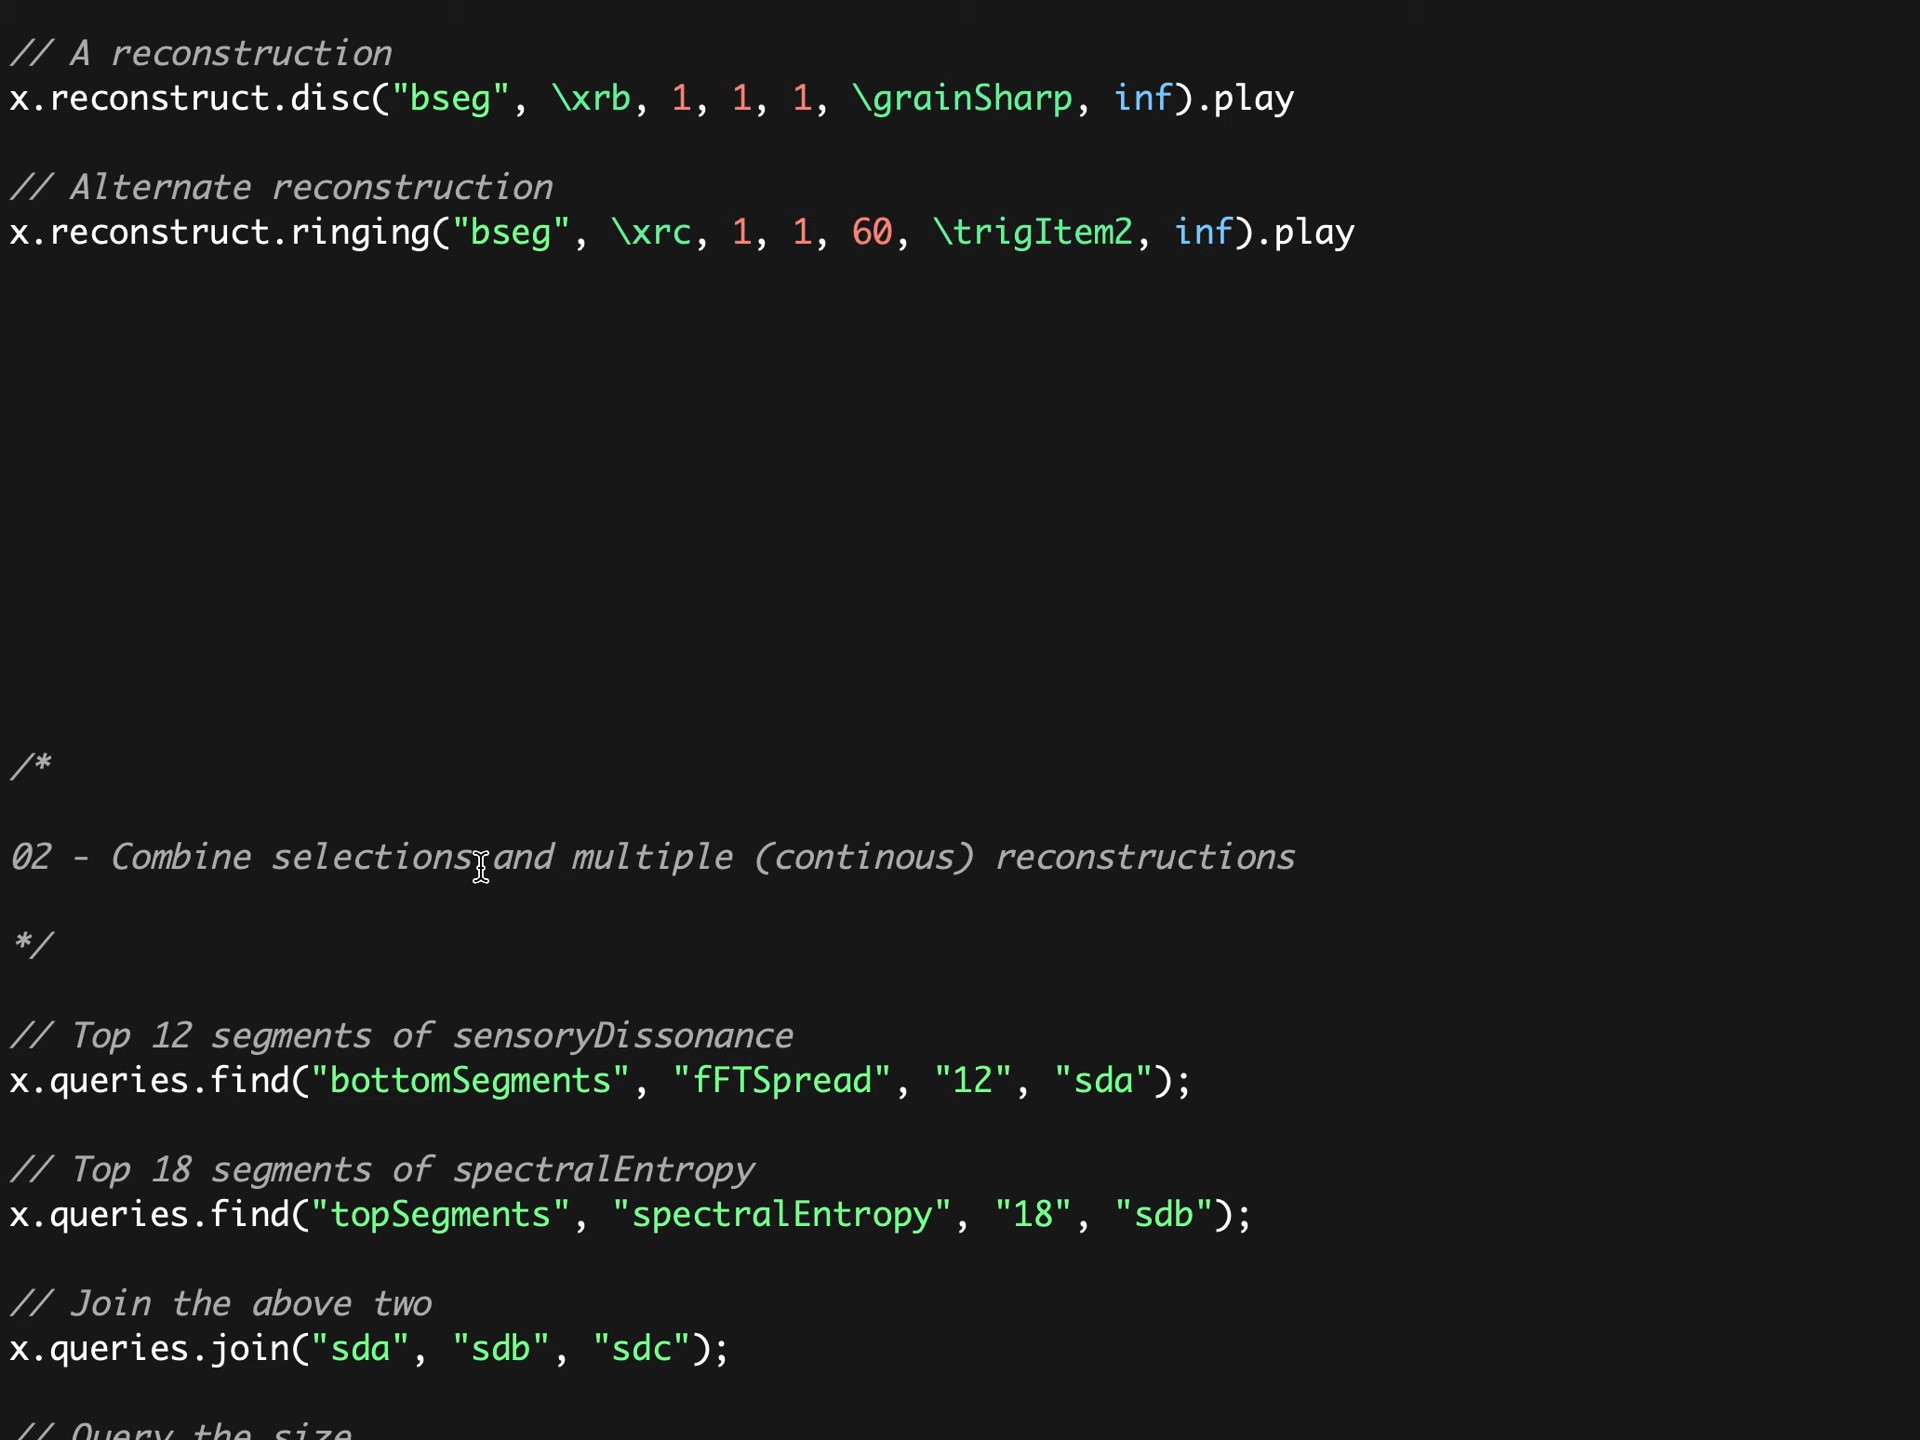 // A reconstruction
x.reconstruct.disc("bseg", \xrb, 1, 1, 1, \grainSharp, inf).play
// Alternate reconstruction
x.reconstruct.ringing("bseg", \xrc, 1, 1, 60, \trigItem2, inf).play
/*
02 - Combine selections and multiple (continous) reconstructions
*/
// Top 12 segments of sensoryDissonance
x.queries.find("bottomSegments", "fFTSpread", "12", "sda");
// Top 18 segments of spectralEntropy
x.queries.find("topSegments", "spectralEntropy", "18", "sdb");
// Join the above two
x.queries.join("sda", "sdb", "sdc");
// Query the size